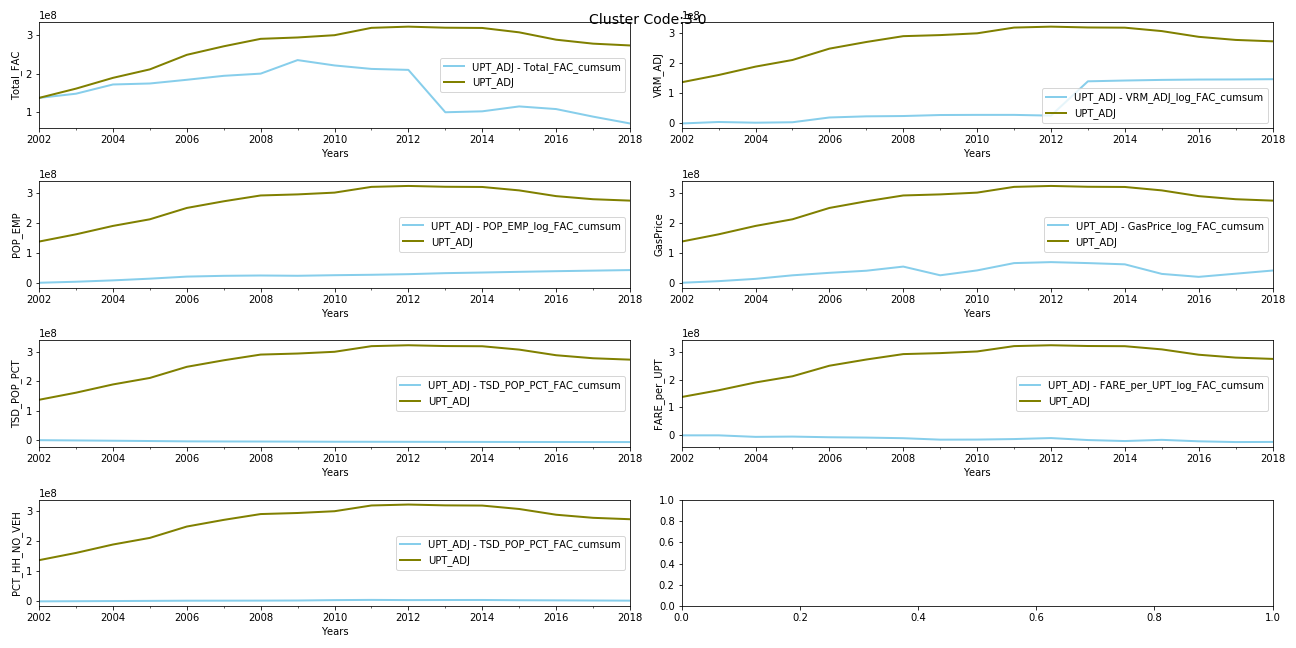 Cluster Code:3-0
1e8
Total_FAC
3
2
1
UPT_ADJ - Total_FAC_cumsum
UPT_ADJ
2002 2004 2006 2008 2010 2012 2014 2016 2018
Years
1e8
VRM_ADJ
3
2
1
0
UPT_ADJ - VRM_ADJ_log_FAC_cumsum
UPT_ADJ
2002 2004 2006 2008 2010 2012 2014 2016 2018
Years
1e8
POP_EMP
3
2
1
0
UPT_ADJ - POP_EMP_log_FAC_cumsum
UPT_ADJ
2002 2004 2006 2008 2010 2012 2014 2016 2018
Years
1e8
GasPrice
3
2
1
0
UPT_ADJ - GasPrice_log_FAC_cumsum
UPT_ADJ
2002 2004 2006 2008 2010 2012 2014 2016 2018
Years
1e8
TSD_POP_PCT
3
2
1
0
UPT_ADJ - TSD_POP_PCT_FAC_cumsum
UPT_ADJ
2002 2004 2006 2008 2010 2012 2014 2016 2018
Years
1e8
FARE_per_UPT
3
2
1
0
UPT_ADJ - FARE_per_UPT_log_FAC_cumsum
UPT_ADJ
2002 2004 2006 2008 2010 2012 2014 2016 2018
Years
1e8
PCT_HH_NO_VEH
3
2
1
0
UPT_ADJ - TSD_POP_PCT_FAC_cumsum
UPT_ADJ
2002 2004 2006 2008 2010 2012 2014 2016 2018
Years
1.0
0.8
0.6
0.4
0.2
0.0
0.0 0.2 0.4 0.6 0.8 1.0